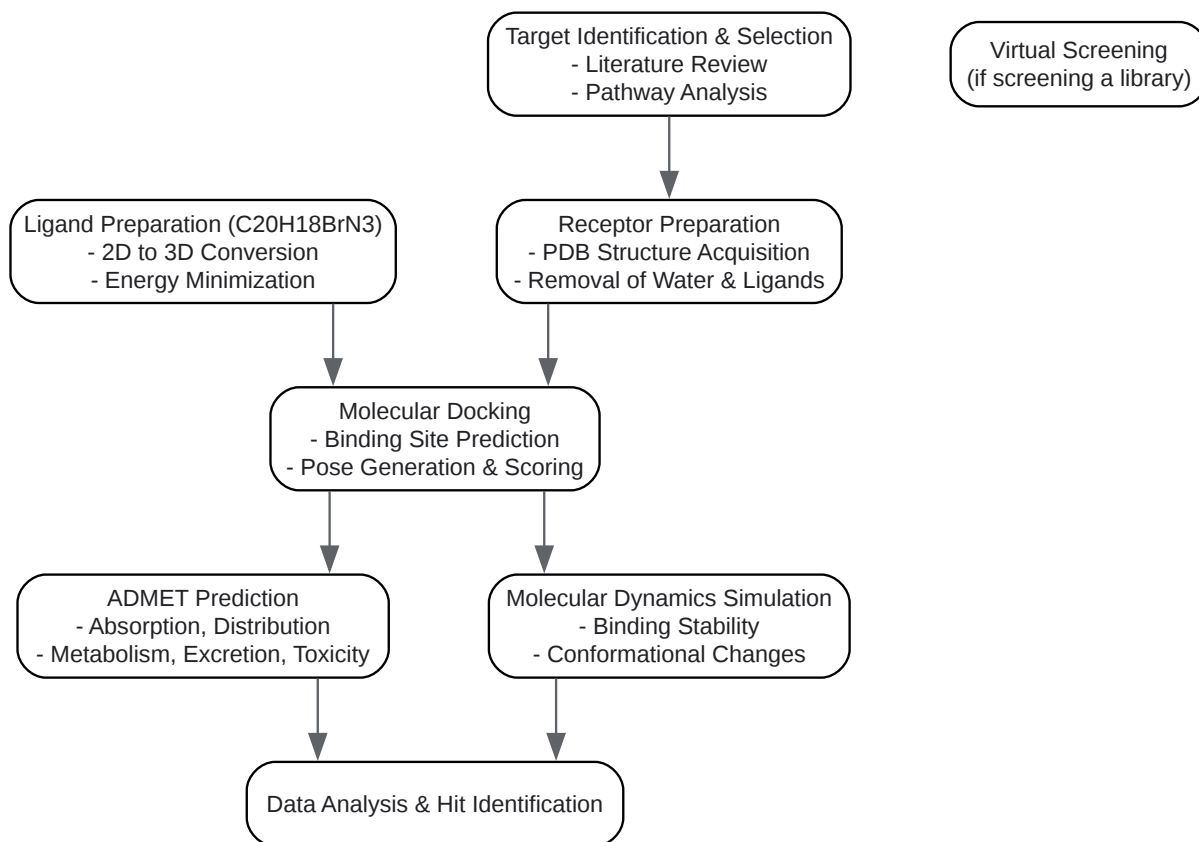 Target Identification & Selection
- Literature Review
- Pathway Analysis
Virtual Screening
(if screening a library)
Ligand Preparation (C20H18BrN3)
- 2D to 3D Conversion
- Energy Minimization
Receptor Preparation
- PDB Structure Acquisition
- Removal of Water & Ligands
Molecular Docking
- Binding Site Prediction
- Pose Generation & Scoring
ADMET Prediction
- Absorption, Distribution
- Metabolism, Excretion, Toxicity
Molecular Dynamics Simulation
- Binding Stability
- Conformational Changes
Data Analysis & Hit Identification